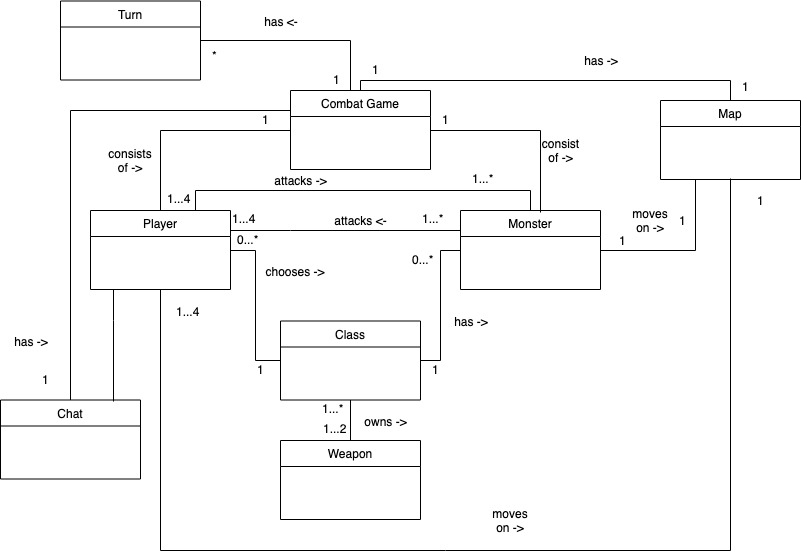 Turn
has <-
*
1
1
has ->
1
Combat Game
Map
1
1
consists
of ->
consist
of ->
attacks ->
1...*
1...4
1
Player
1...4
attacks <-
1...*
Monster
moves
on ->
1
0...*
1
0...*
chooses ->
1...4
has ->
Class
has ->
1
1
1
Chat
1...*
owns ->
1...2
Weapon
moves
on ->